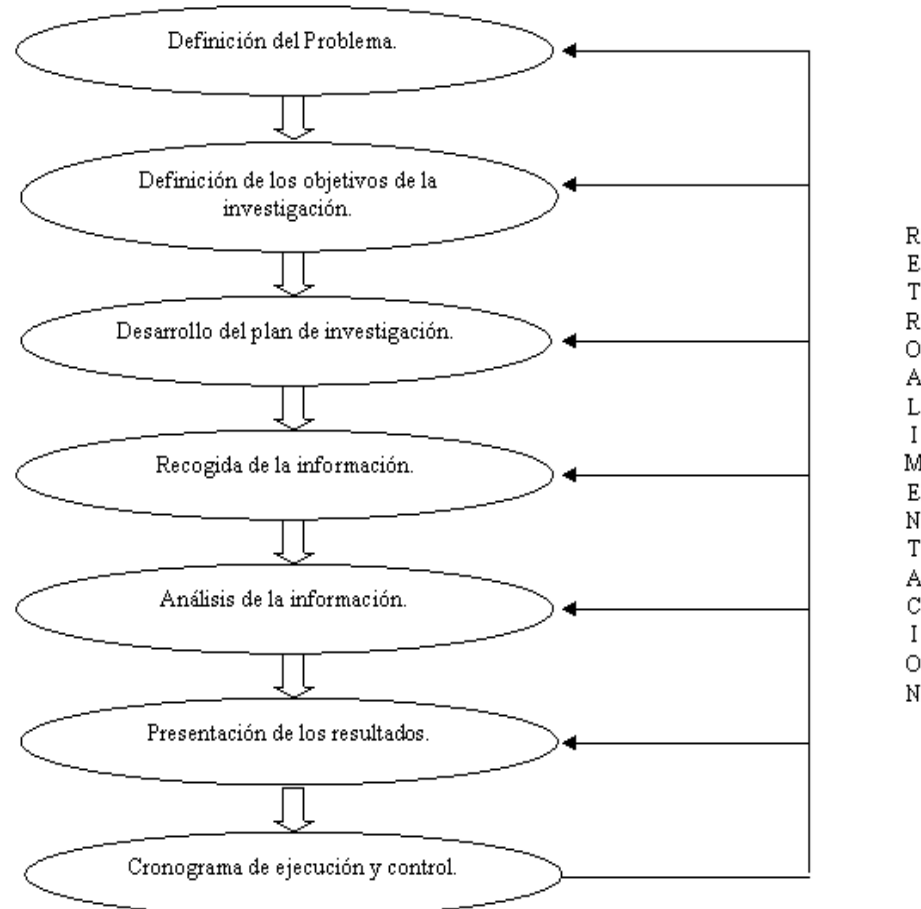 Definición del Problema.
Definición de los objetivos de la
investigación.
Desarrollo del plan de investigación.
Recogida de la información.
Análisis de la información.
Presentación de los resultados.
Cronograma de ejecución y control.
R
E
T
R
O
A
L
I
M
E
N
T
A
C
I
O
N